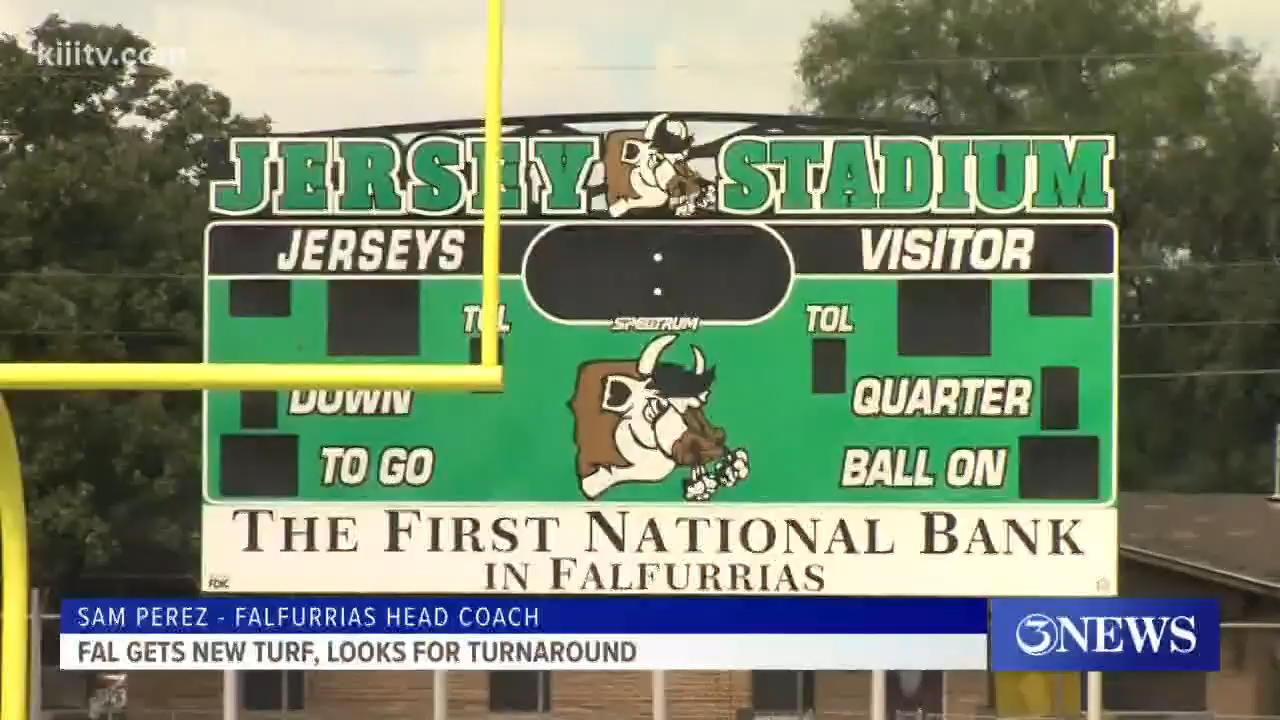 kiiitv.com
JERSEY STADIUM
JERSEYS VISITOR
TOL SPECTRUM TOL
DOWN QUARTER
TO GO BALL ON
THE FIRST NATIONAL BANK
IN FALFURRIAS
FDIC
SAM PEREZ - FALFURRIAS HEAD COACH
FAL GETS NEW TURF, LOOKS FOR TURNAROUND
3NEWS